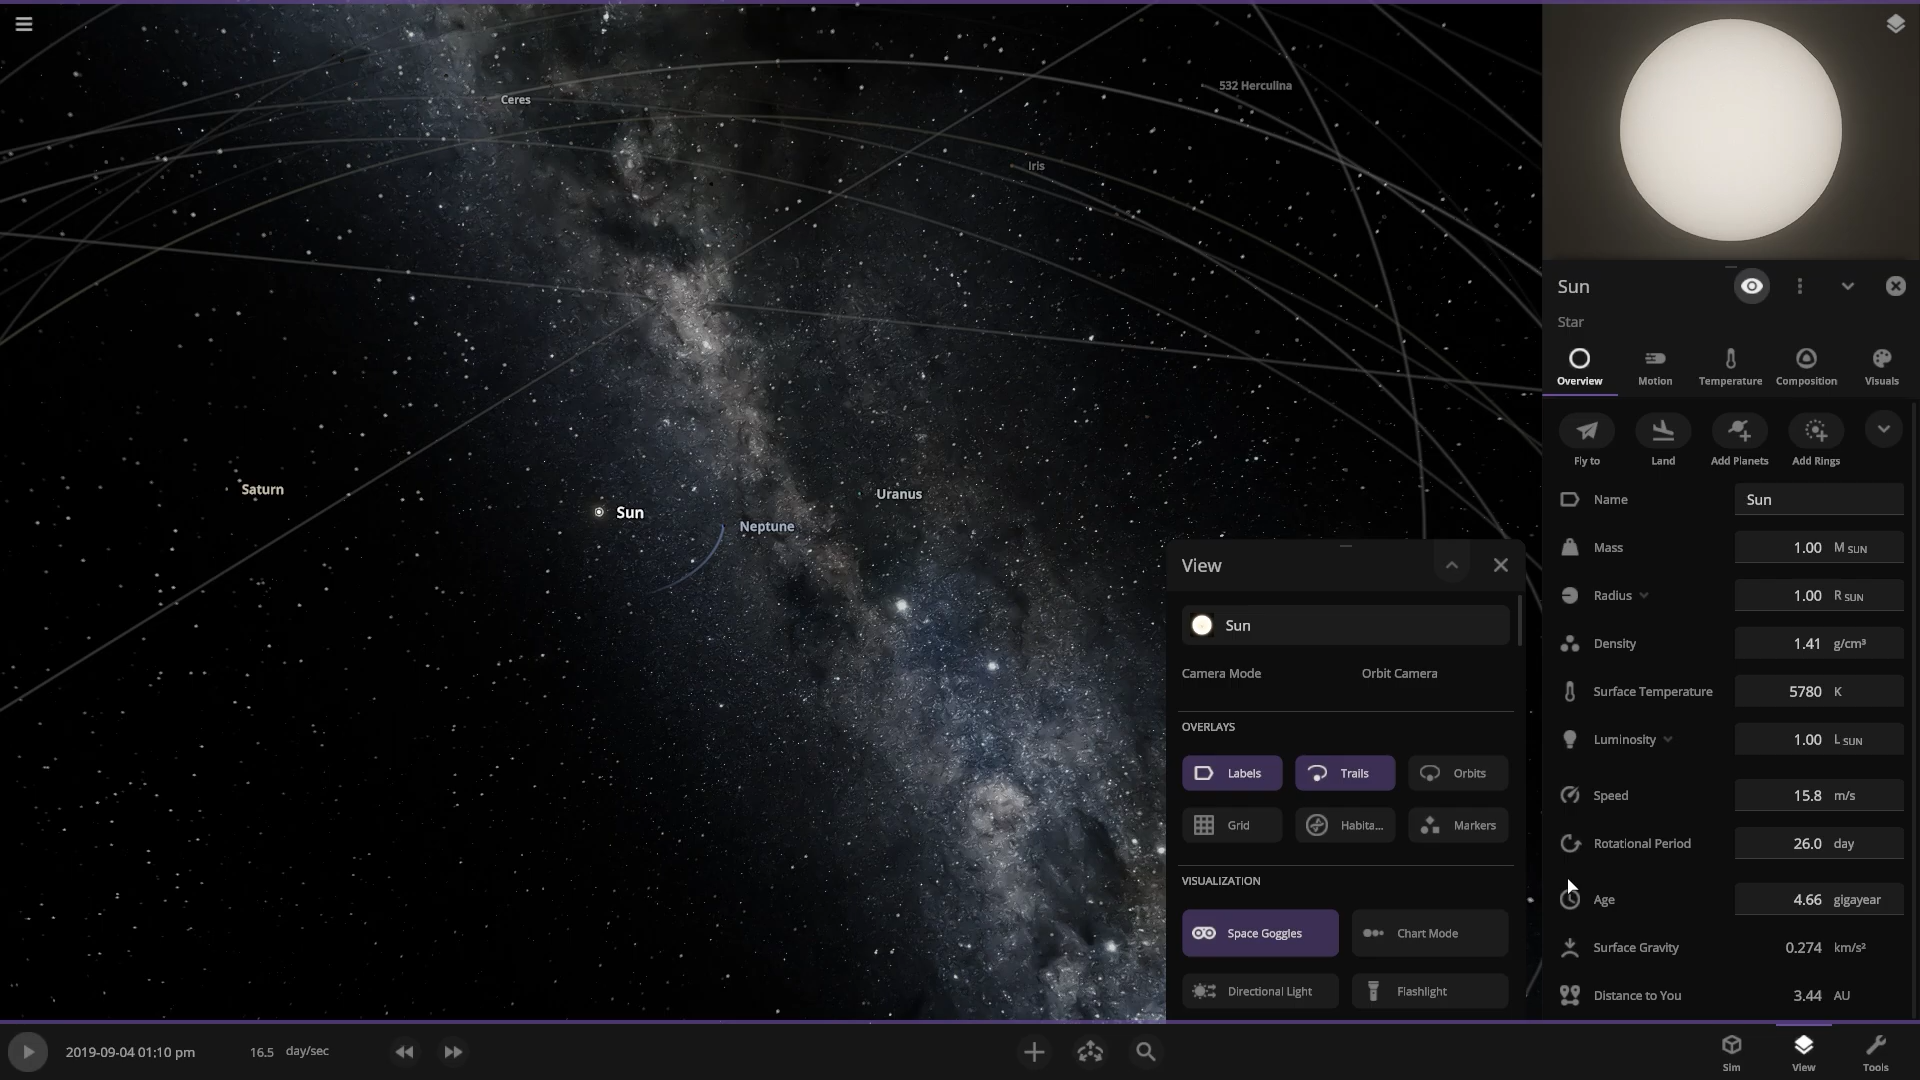 Ceres
532 Herculina
Iris
Saturn
Sun
Neptune
Uranus
View
Sun
Camera Mode Orbit Camera
OVERLAYS
Labels Trails Orbits
Grid Habita... Markers
VISUALIZATION
Space Goggles Chart Mode
Directional Light Flashlight
Sun
Star
Overview Motion Temperature Composition Visuals
Fly to Land Add Planets Add Rings
Name Sun
Mass 1.00 M SUN
Radius 1.00 R SUN
Density 1.41 g/cm³
Surface Temperature 5780 K
Luminosity 1.00 L SUN
Speed 15.8 m/s
Rotational Period 26.0 day
Age 4.66 gigayear
Surface Gravity 0.274 km/s²
Distance to You 3.44 AU
2019-09-04 01:10 pm 16.5 day/sec
Sim View Tools